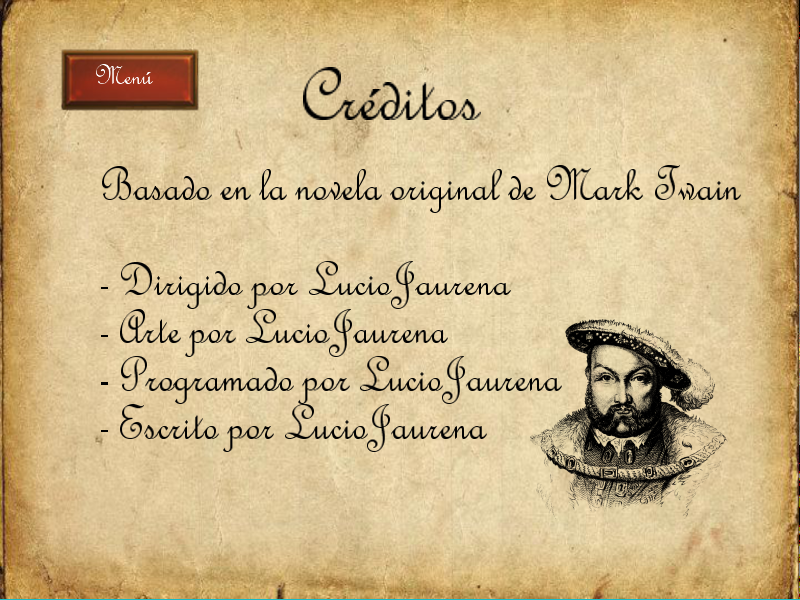 Menú
Créditos
Basado en la novela original de Mark Twain
- Dirigido por LucioJaurena
- Arte por LucioJaurena
- Programado por LucioJaurena
- Escrito por LucioJaurena